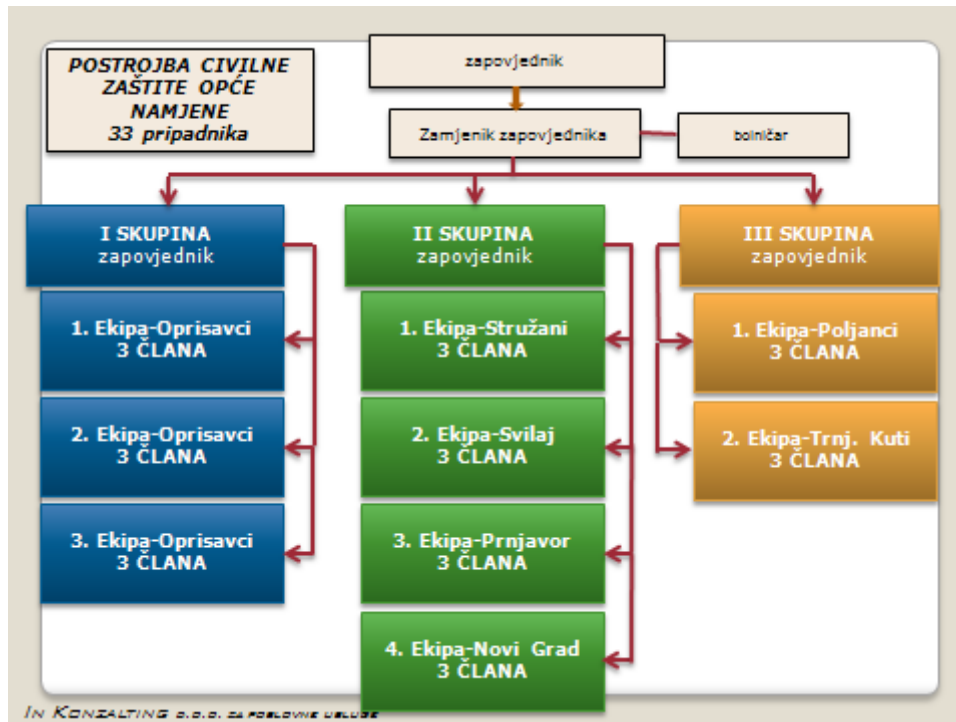 POSTROJBA CIVILNE
ZAŠTITE OPĆE
NAMJENE
33 pripadnika
zapovjednik
Zamjenik zapovjednika
bolničar
I SKUPINA
zapovjednik
1. Ekipa-Oprisavci
3 ČLANA
2. Ekipa-Oprisavci
3 ČLANA
3. Ekipa-Oprisavci
3 ČLANA
II SKUPINA
zapovjednik
1. Ekipa-Stružani
3 ČLANA
2. Ekipa-Svilaj
3 ČLANA
3. Ekipa-Prnjavor
3 ČLANA
4. Ekipa-Novi Grad
3 ČLANA
III SKUPINA
zapovjednik
1. Ekipa-Poljanci
3 ČLANA
2. Ekipa-Trnj. Kuti
3 ČLANA
IN KONZALTING D.O.O. ZA POSLOVNE USLUGE